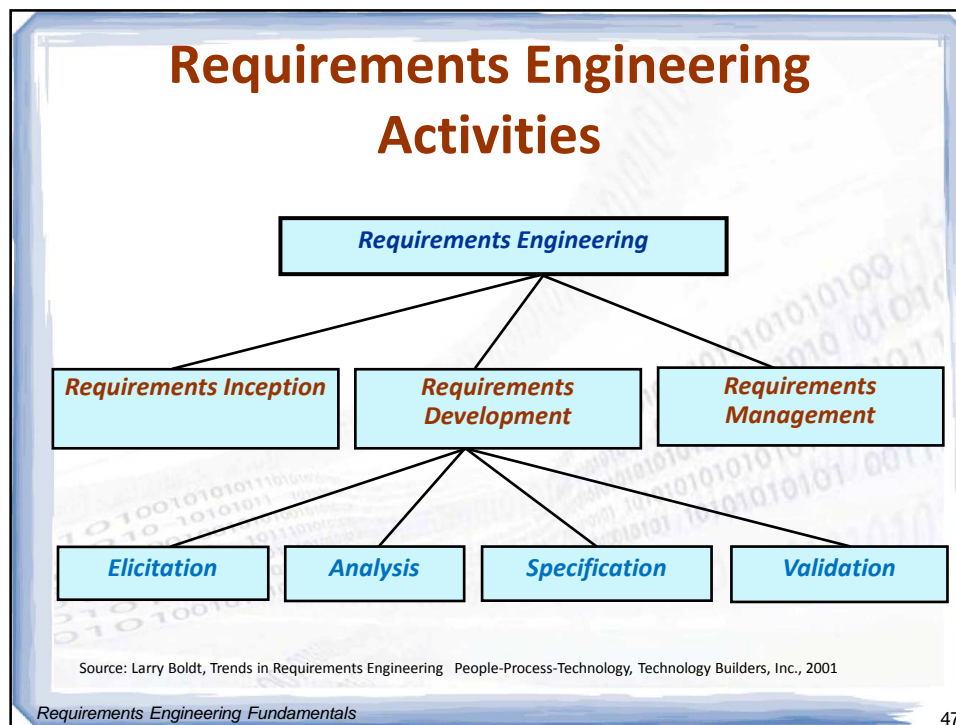 Requirements Engineering
Activities
Requirements Engineering
Requirements Inception
Requirements
Development
Requirements
Management
Elicitation
Analysis
Specification
Validation
Source: Larry Boldt, Trends in Requirements Engineering People-Process-Technology, Technology Builders, Inc., 2001
Requirements Engineering Fundamentals
47